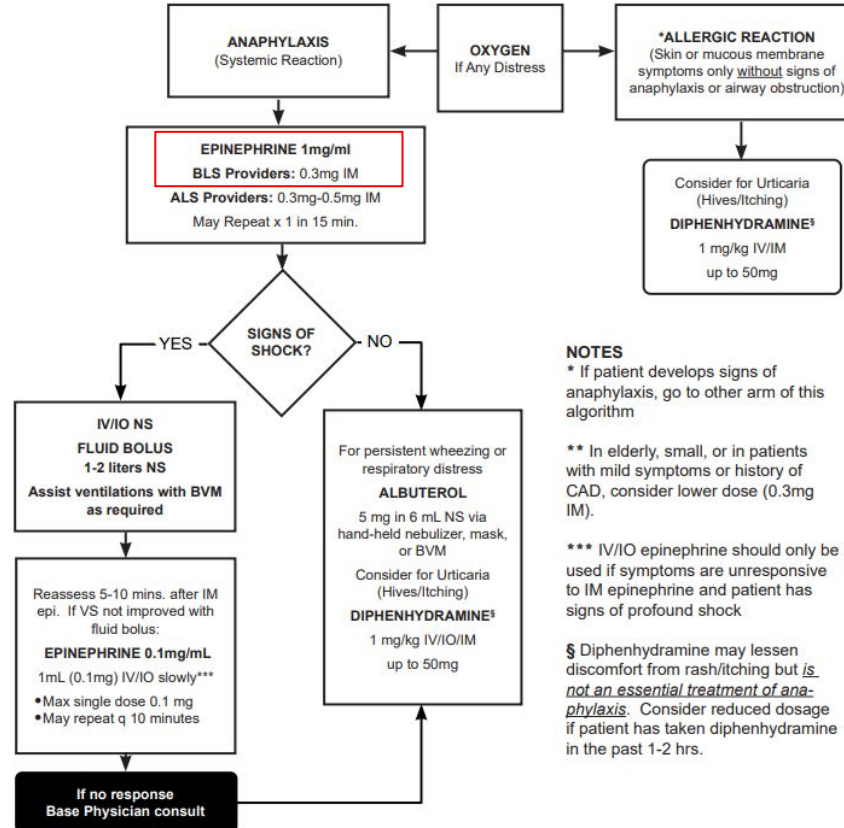 ANAPHYLAXIS
(Systemic Reaction)
OXYGEN
If Any Distress
*ALLERGIC REACTION
(Skin or mucous membrane
symptoms only without signs of
anaphylaxis or airway obstruction)
EPINEPHRINE 1mg/ml
BLS Providers: 0.3mg IM
ALS Providers: 0.3mg-0.5mg IM
May Repeat x 1 in 15 min.
Consider for Urticaria
(Hives/Itching)
DIPHENHYDRAMINE§
1 mg/kg IV/IM
up to 50mg
SIGNS OF
SHOCK?
YES
NO
IV/IO NS
FLUID BOLUS
1-2 liters NS
Assist ventilations with BVM
as required
Reassess 5-10 mins. after IM
epi. If VS not improved with
fluid bolus:
EPINEPHRINE 0.1mg/mL
1mL (0.1mg) IV/IO slowly***
•Max single dose 0.1 mg
•May repeat q 10 minutes
If no response
Base Physician consult
For persistent wheezing or
respiratory distress
ALBUTEROL
5 mg in 6 mL NS via
hand-held nebulizer, mask,
or BVM
Consider for Urticaria
(Hives/Itching)
DIPHENHYDRAMINE§
1 mg/kg IV/IO/IM
up to 50mg
NOTES
* If patient develops signs of
anaphylaxis, go to other arm of this
algorithm
** In elderly, small, or in patients
with mild symptoms or history of
CAD, consider lower dose (0.3mg
IM).
*** IV/IO epinephrine should only be
used if symptoms are unresponsive
to IM epinephrine and patient has
signs of profound shock
§ Diphenhydramine may lessen
discomfort from rash/itching but is
not an essential treatment of ana-
phylaxis. Consider reduced dosage
if patient has taken diphenhydramine
in the past 1-2 hrs.